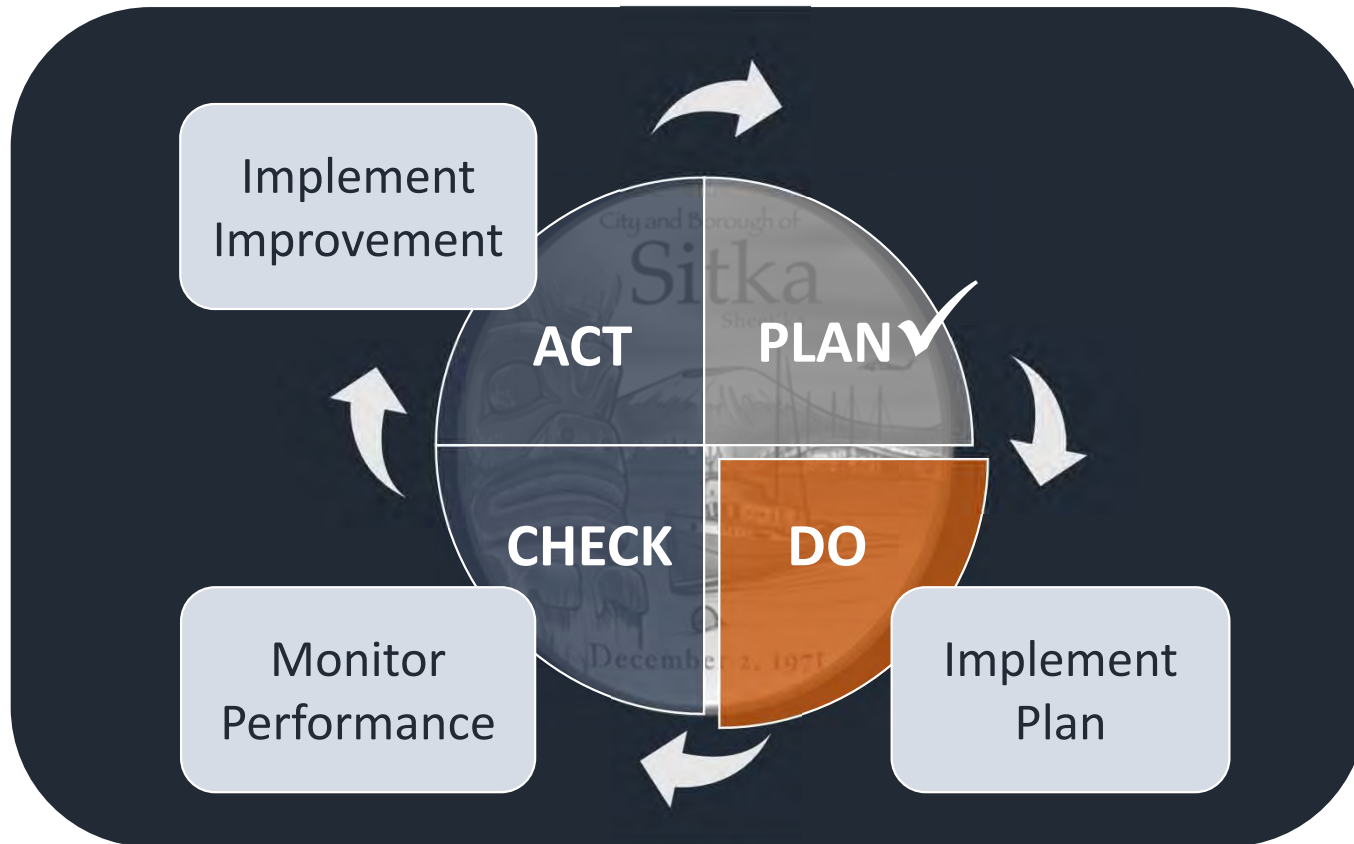 Implement
Improvement
City and Borough of
Sitka
ACT
PLAN
CHECK
DO
Monitor
Performance
December 2, 1971
Implement
Plan